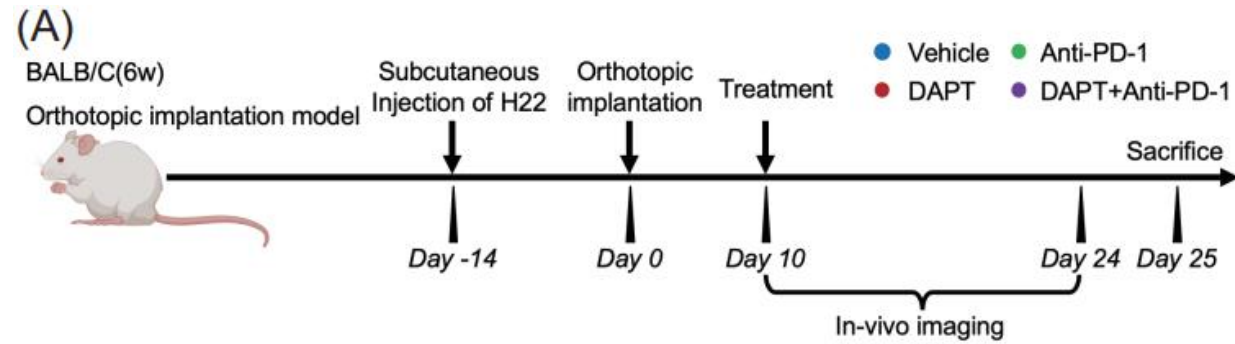 (A)
BALB/C(6w)
Orthotopic implantation model
Subcutaneous
Injection of H22
Orthotopic
implantation
Treatment
Vehicle
Anti-PD-1
DAPT
DAPT+Anti-PD-1
Sacrifice
Day -14
Day 0
Day 10
Day 24
Day 25
In-vivo imaging